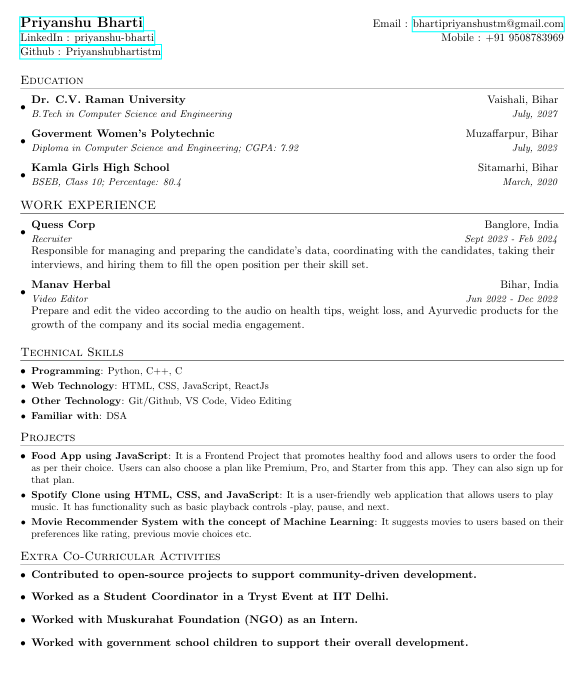 Priyanshu Bharti
Email : bhartipriyanshustm@gmail.com
LinkedIn : priyanshu-bharti
Mobile : +91 9508783969
Github : Priyanshubhartistm
Education
• Dr. C.V. Raman University Vaishali, Bihar
B.Tech in Computer Science and Engineering July, 2027
• Goverment Women's Polytechnic Muzaffarpur, Bihar
Diploma in Computer Science and Engineering; CGPA: 7.92 July, 2023
• Kamla Girls High School Sitamarhi, Bihar
BSEB, Class 10; Percentage: 80.4 March, 2020
WORK EXPERIENCE
• Quess Corp Banglore, India
Recruiter Sept 2023 - Feb 2024
Responsible for managing and preparing the candidate's data, coordinating with the candidates, taking their
interviews, and hiring them to fill the open position per their skill set.
• Manav Herbal Bihar, India
Video Editor Jun 2022 - Dec 2022
Prepare and edit the video according to the audio on health tips, weight loss, and Ayurvedic products for the
growth of the company and its social media engagement.
Technical Skills
• Programming: Python, C++, C
• Web Technology: HTML, CSS, JavaScript, ReactJs
• Other Technology: Git/Github, VS Code, Video Editing
• Familiar with: DSA
Projects
• Food App using JavaScript: It is a Frontend Project that promotes healthy food and allows users to order the food
as per their choice. Users can also choose a plan like Premium, Pro, and Starter from this app. They can also sign up for
that plan.
• Spotify Clone using HTML, CSS, and JavaScript: It is a user-friendly web application that allows users to play
music. It has functionality such as basic playback controls -play, pause, and next.
• Movie Recommender System with the concept of Machine Learning: It suggests movies to users based on their
preferences like rating, previous movie choices etc.
Extra Co-Curricular Activities
• Contributed to open-source projects to support community-driven development.
• Worked as a Student Coordinator in a Tryst Event at IIT Delhi.
• Worked with Muskurahat Foundation (NGO) as an Intern.
• Worked with government school children to support their overall development.